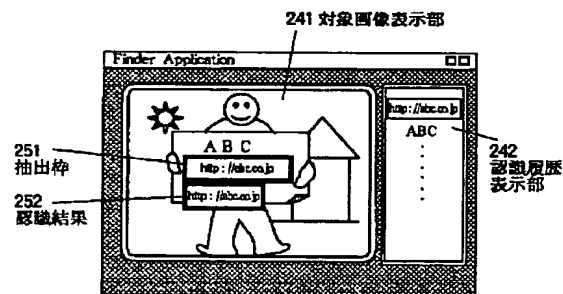 241 対象画像表示部
Finder Application
ABC
http://abc.co.jp
http://abc.co.jp
http://abc.co.jp
ABC
251
抽出枠
252
認識結果
242
認識履歴
表示部